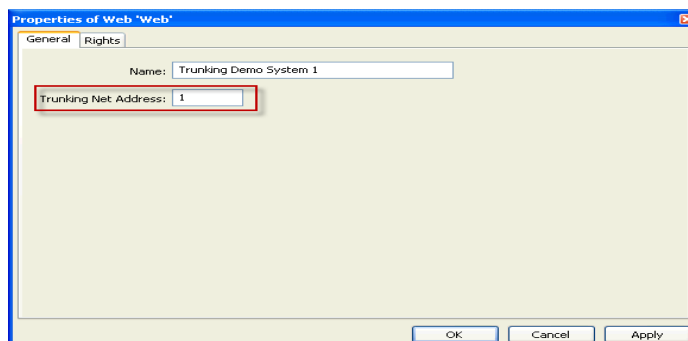 Properties of Web 'Web'
General Rights
Name: Trunking Demo System 1
Trunking Net Address: 1
OK Cancel Apply